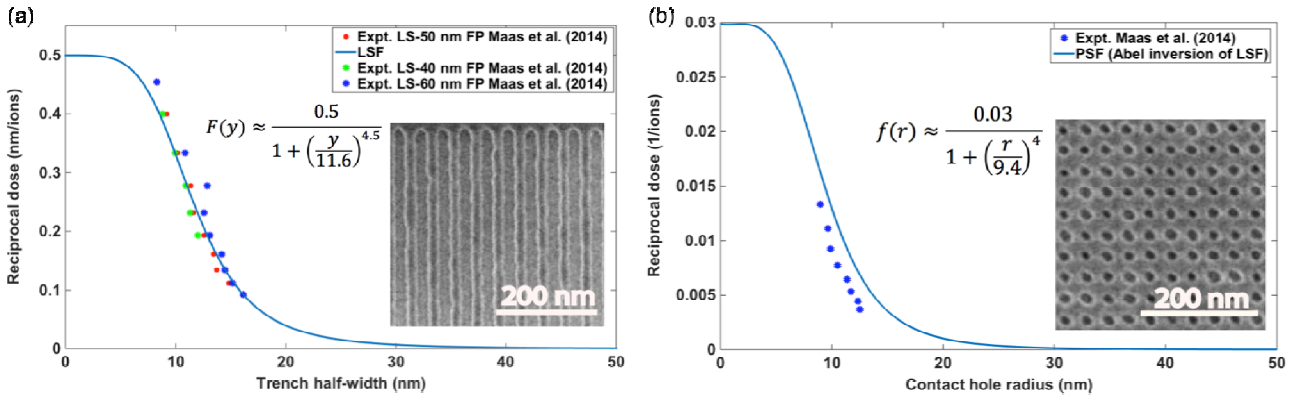 (a)
0.5
0.4
0.3
0.2
0.1
0
Reciprocal dose (nm/ions)
0 10 20 30 40 50
Trench half-width (nm)
Expt. LS-50 nm FP Maas et al. (2014)
LSF
Expt. LS-40 nm FP Maas et al. (2014)
Expt. LS-60 nm FP Maas et al. (2014)
F(y) ≈ 0.5 / (1 + (y/11.6)^4.5)
200 nm
(b)
0.03
0.025
0.02
0.015
0.01
0.005
0
Reciprocal dose (1/ions)
0 10 20 30 40 50
Contact hole radius (nm)
Expt. Maas et al. (2014)
PSF (Abel inversion of LSF)
f(r) ≈ 0.03 / (1 + (r/9.4)^4)
200 nm